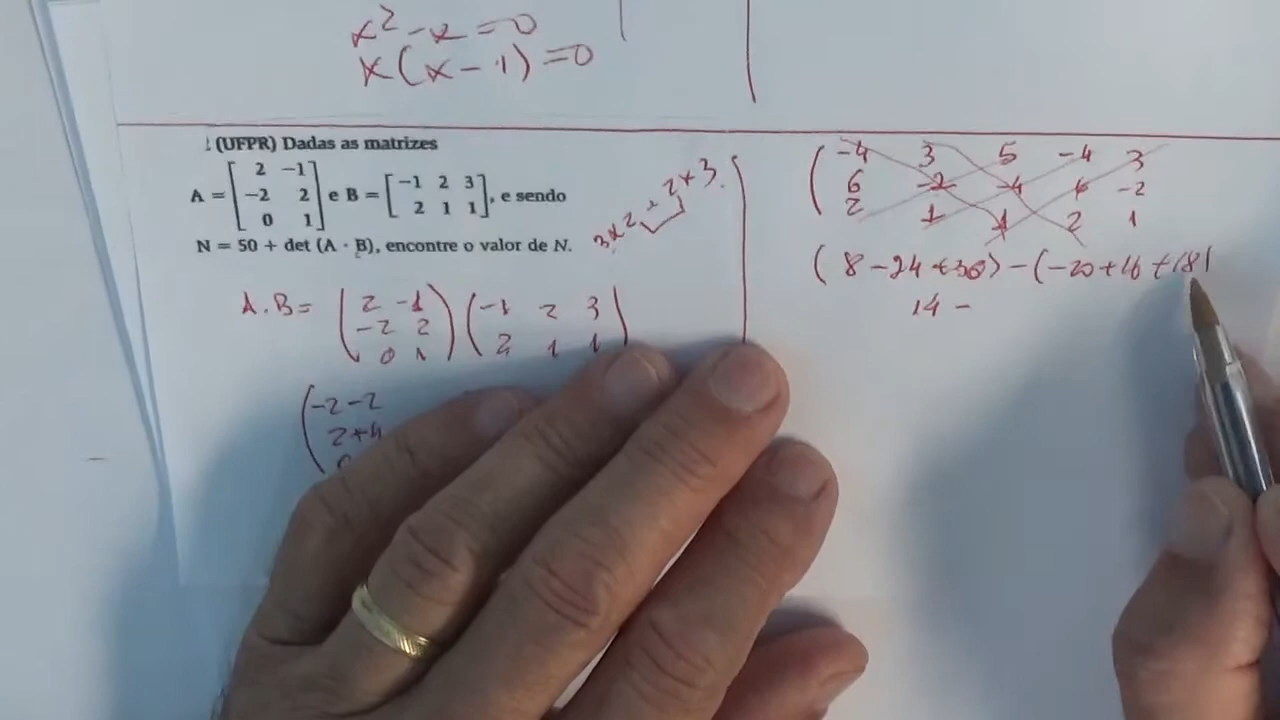 x² - x = 0
x(x - 1) = 0
(UFPR) Dadas as matrizes
A = [2 -1; -2 2; 0 1] e B = [-1 2 3; 2 1 1], e sendo
N = 50 + det (A · B), encontre o valor de N.
3x2 2x3
A.B = (2 -1; -2 2; 0 1) (-1 2 3; 2 1 1)
-2 -2
2+4
-4 3 5 -4 3
6 -2 -4 6 -2
2 1 1 2 1
(8 - 24 + 30) - (-20 + 16 + 18)
14 -